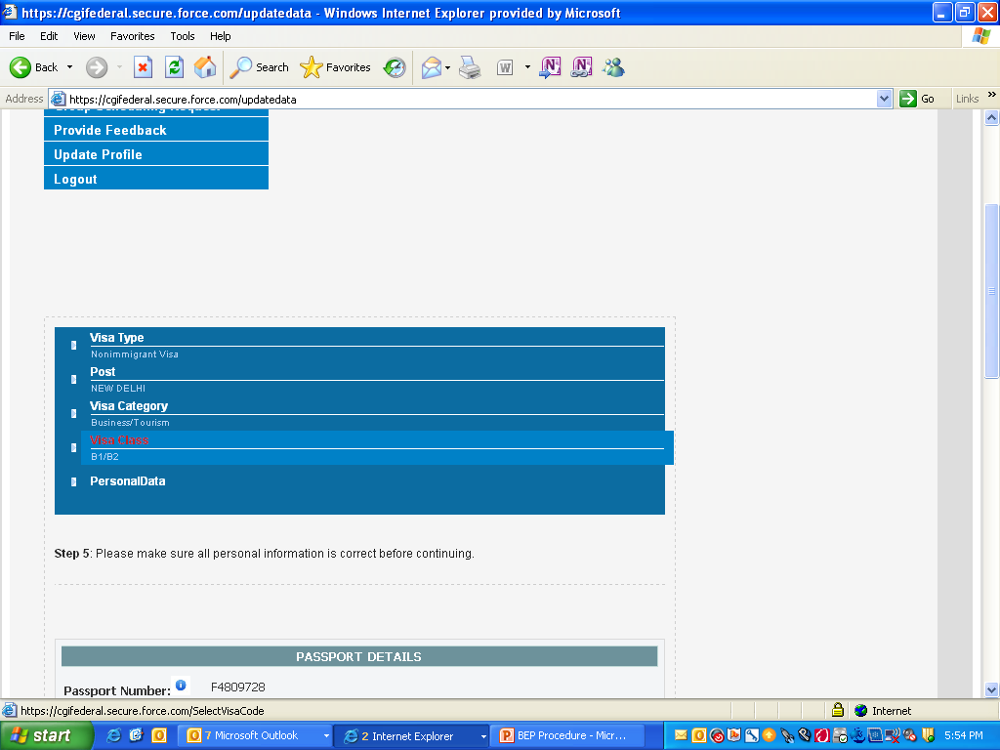 https://cgifederal.secure.force.com/updatedata - Windows Internet Explorer provided by Microsoft
File Edit View Favorites Tools Help
Back Search Favorites
Address https://cgifederal.secure.force.com/updatedata Go Links »
Group Scheduling Request
Provide Feedback
Update Profile
Logout
Visa Type
Nonimmigrant Visa
Post
NEW DELHI
Visa Category
Business/Tourism
Visa Class
B1/B2
PersonalData
Step 5: Please make sure all personal information is correct before continuing.
PASSPORT DETAILS
Passport Number: F4809728
https://cgifederal.secure.force.com/SelectVisaCode Internet
start 7 Microsoft Outlook 2 Internet Explorer BEP Procedure - Micr... 5:54 PM